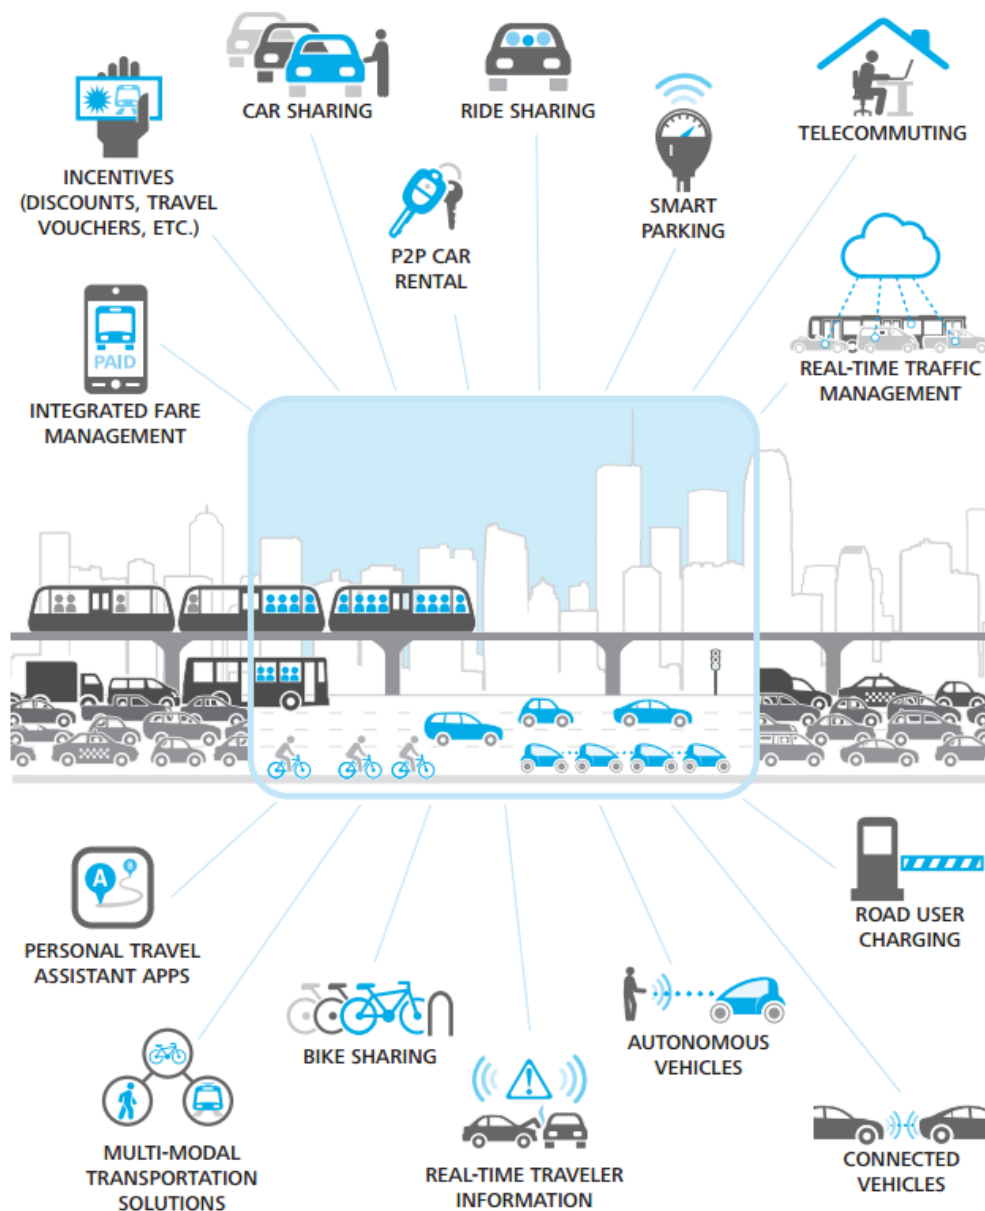 CAR SHARING
RIDE SHARING
TELECOMMUTING
INCENTIVES
(DISCOUNTS, TRAVEL
VOUCHERS, ETC.)
P2P CAR
RENTAL
SMART
PARKING
PAID
INTEGRATED FARE
MANAGEMENT
REAL-TIME TRAFFIC
MANAGEMENT
A
B
PERSONAL TRAVEL
ASSISTANT APPS
ROAD USER
CHARGING
BIKE SHARING
AUTONOMOUS
VEHICLES
MULTI-MODAL
TRANSPORTATION
SOLUTIONS
REAL-TIME TRAVELER
INFORMATION
CONNECTED
VEHICLES